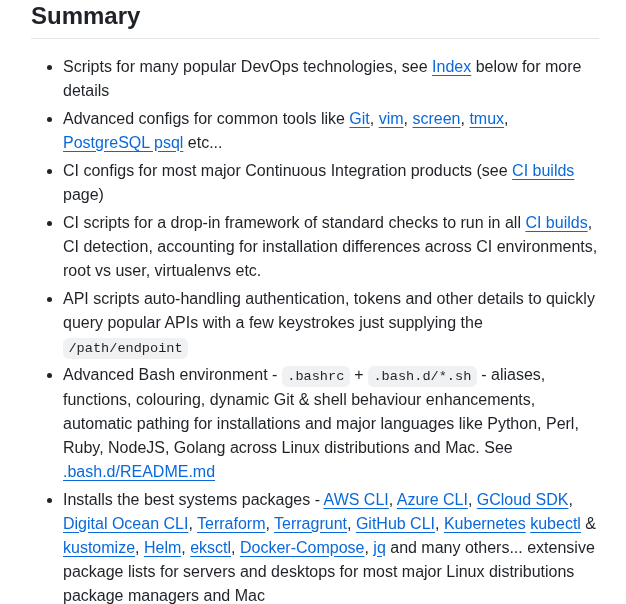 Summary
Scripts for many popular DevOps technologies, see Index below for more
details
Advanced configs for common tools like Git, vim, screen, tmux,
PostgreSQL psql etc...
CI configs for most major Continuous Integration products (see CI builds
page)
CI scripts for a drop-in framework of standard checks to run in all CI builds,
CI detection, accounting for installation differences across CI environments,
root vs user, virtualenvs etc.
API scripts auto-handling authentication, tokens and other details to quickly
query popular APIs with a few keystrokes just supplying the
/path/endpoint
Advanced Bash environment - .bashrc + .bash.d/*.sh - aliases,
functions, colouring, dynamic Git & shell behaviour enhancements,
automatic pathing for installations and major languages like Python, Perl,
Ruby, NodeJS, Golang across Linux distributions and Mac. See
.bash.d/README.md
Installs the best systems packages - AWS CLI, Azure CLI, GCloud SDK,
Digital Ocean CLI, Terraform, Terragrunt, GitHub CLI, Kubernetes kubectl &
kustomize, Helm, eksctl, Docker-Compose, jq and many others... extensive
package lists for servers and desktops for most major Linux distributions
package managers and Mac